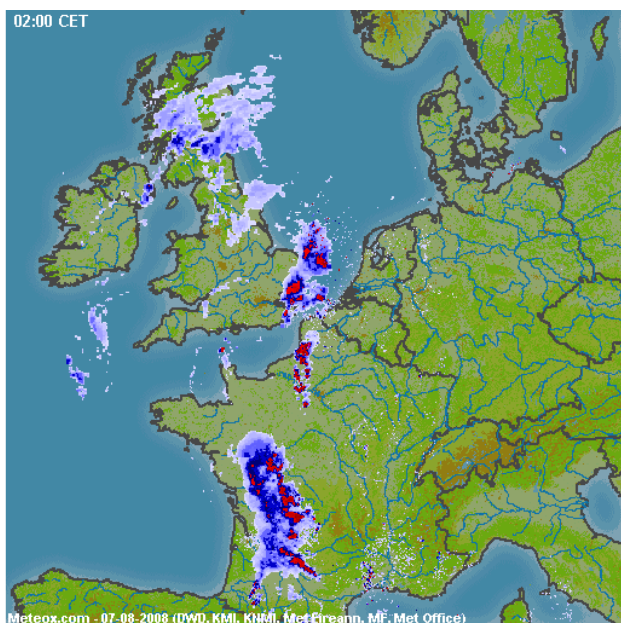 02:00 CET
Meteox.com - 07-08-2008 (DWD, KMI, KNMI, Met Eireann, MF, Met Office)